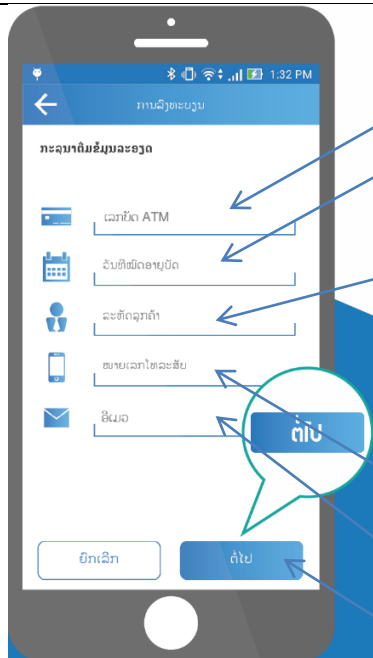 1:32 PM
ການລົງທະບຽນ
ກະລຸນາຕື່ມຂໍ້ມູນລະອຽດ
ເລກບັດ ATM
ວັນທີໝົດອາຍຸບັດ
ລະຫັດລູກຄ້າ
ໝາຍເລກໂທລະສັບ
ອີເມວ
ຕໍ່ໄປ
ຍົກເລີກ
ຕໍ່ໄປ